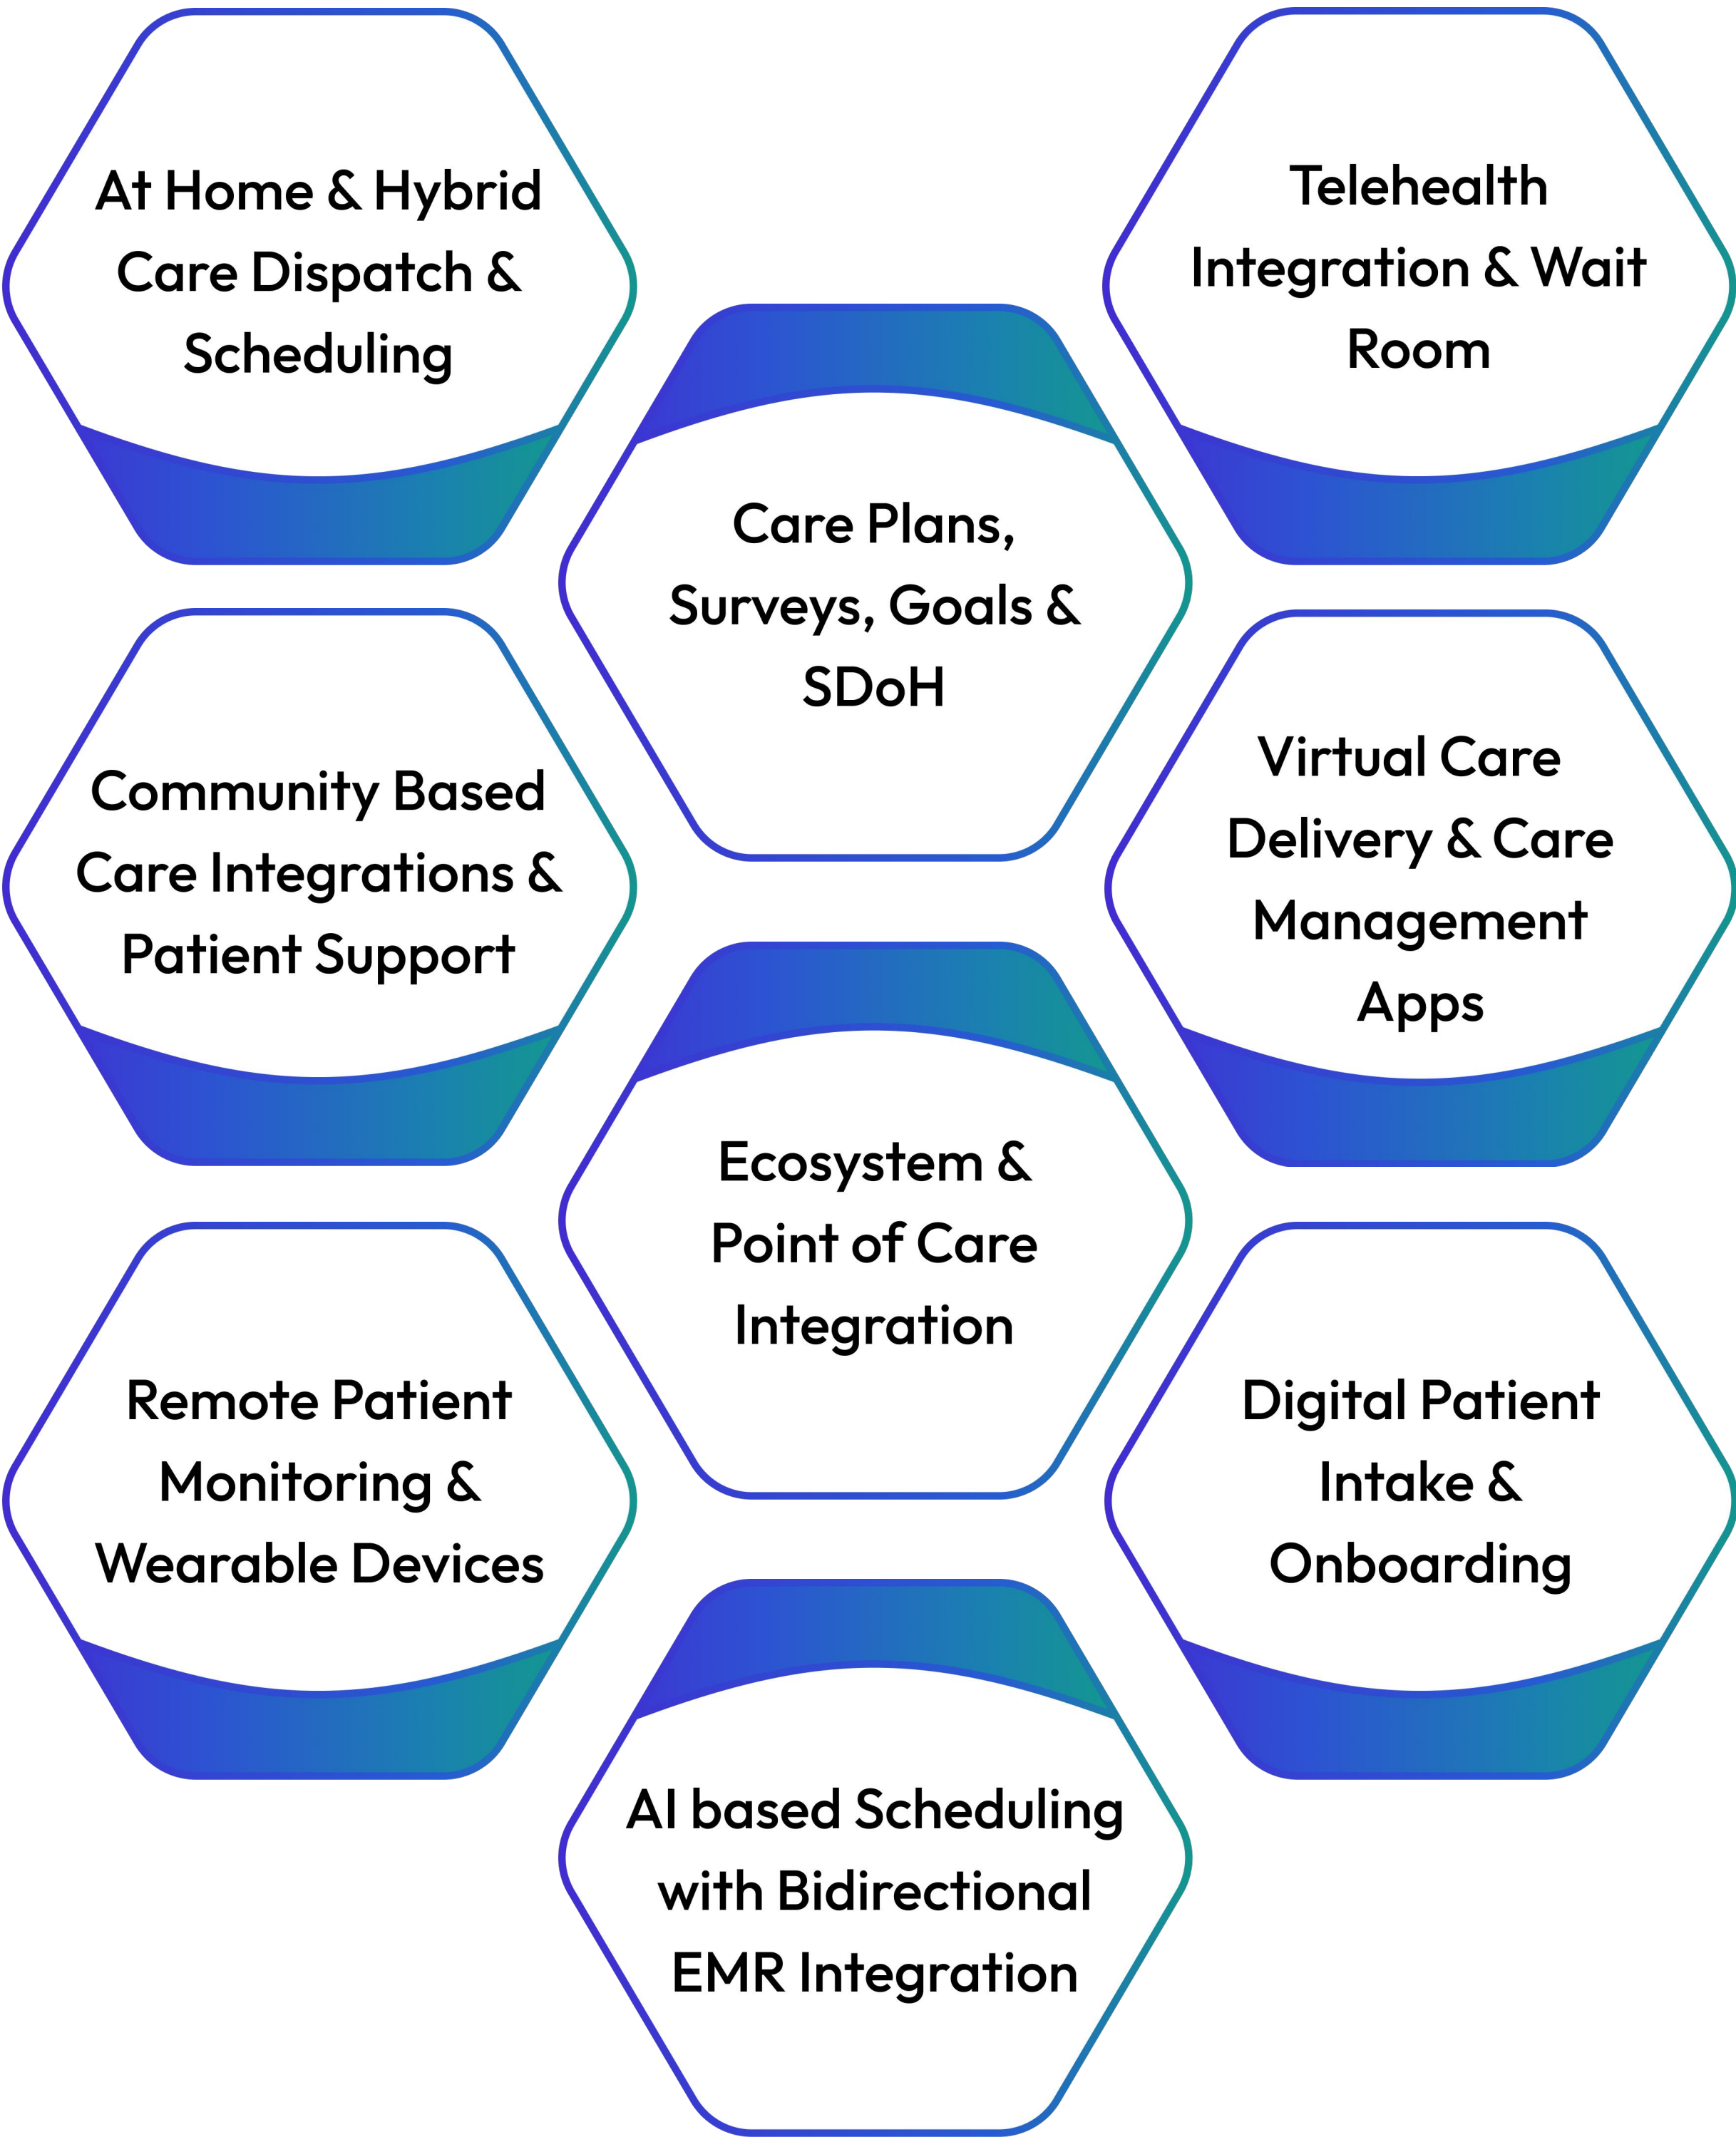 At Home & Hybrid
Care Dispatch &
Scheduling
Telehealth
Integration & Wait
Room
Care Plans,
Surveys, Goals &
SDoH
Community Based
Care Integrations &
Patient Support
Virtual Care
Delivery & Care
Management
Apps
Ecosystem &
Point of Care
Integration
Remote Patient
Monitoring &
Wearable Devices
Digital Patient
Intake &
Onboarding
AI based Scheduling
with Bidirectional
EMR Integration